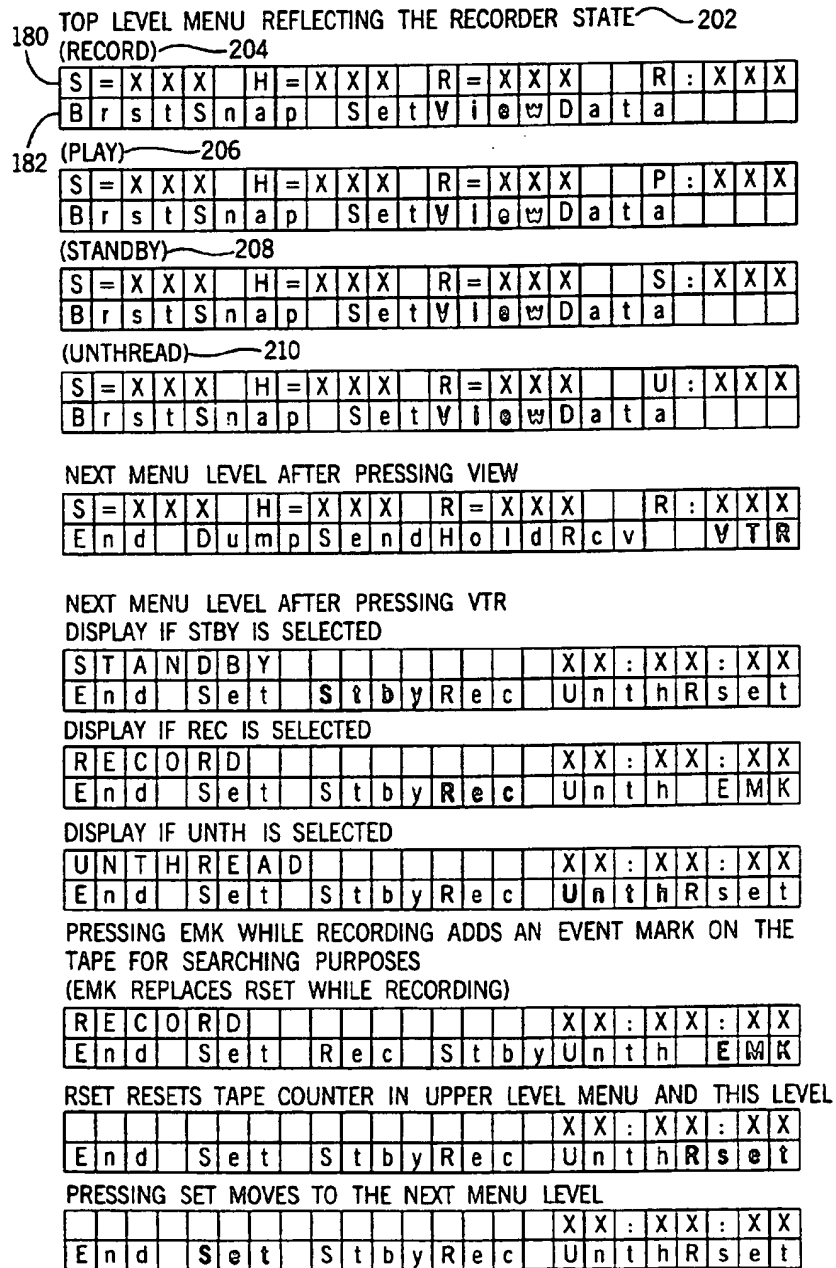 TOP LEVEL MENU REFLECTING THE RECORDER STATE 202
180 (RECORD) 204
S=XXX H=XXX R=XXX R:XXX
182 BrstSnap SetViewData
(PLAY) 206
S=XXX H=XXX R=XXX P:XXX
BrstSnap SetViewData
(STANDBY) 208
S=XXX H=XXX R=XXX S:XXX
BrstSnap SetViewData
(UNTHREAD) 210
S=XXX H=XXX R=XXX U:XXX
BrstSnap SetViewData
NEXT MENU LEVEL AFTER PRESSING VIEW
S=XXX H=XXX R=XXX R:XXX
End DumpSendHoldRcv VTR
NEXT MENU LEVEL AFTER PRESSING VTR
DISPLAY IF STBY IS SELECTED
STANDBY XX:XX:XX
End Set StbyRec UnthRset
DISPLAY IF REC IS SELECTED
RECORD XX:XX:XX
End Set StbyRec Unth EMK
DISPLAY IF UNTH IS SELECTED
UNTHREAD XX:XX:XX
End Set StbyRec UnthRset
PRESSING EMK WHILE RECORDING ADDS AN EVENT MARK ON THE
TAPE FOR SEARCHING PURPOSES
(EMK REPLACES RSET WHILE RECORDING)
RECORD XX:XX:XX
End Set Rec StbyUnth EMK
RSET RESETS TAPE COUNTER IN UPPER LEVEL MENU AND THIS LEVEL
XX:XX:XX
End Set StbyRec UnthRset
PRESSING SET MOVES TO THE NEXT MENU LEVEL
XX:XX:XX
End Set StbyRec UnthRset